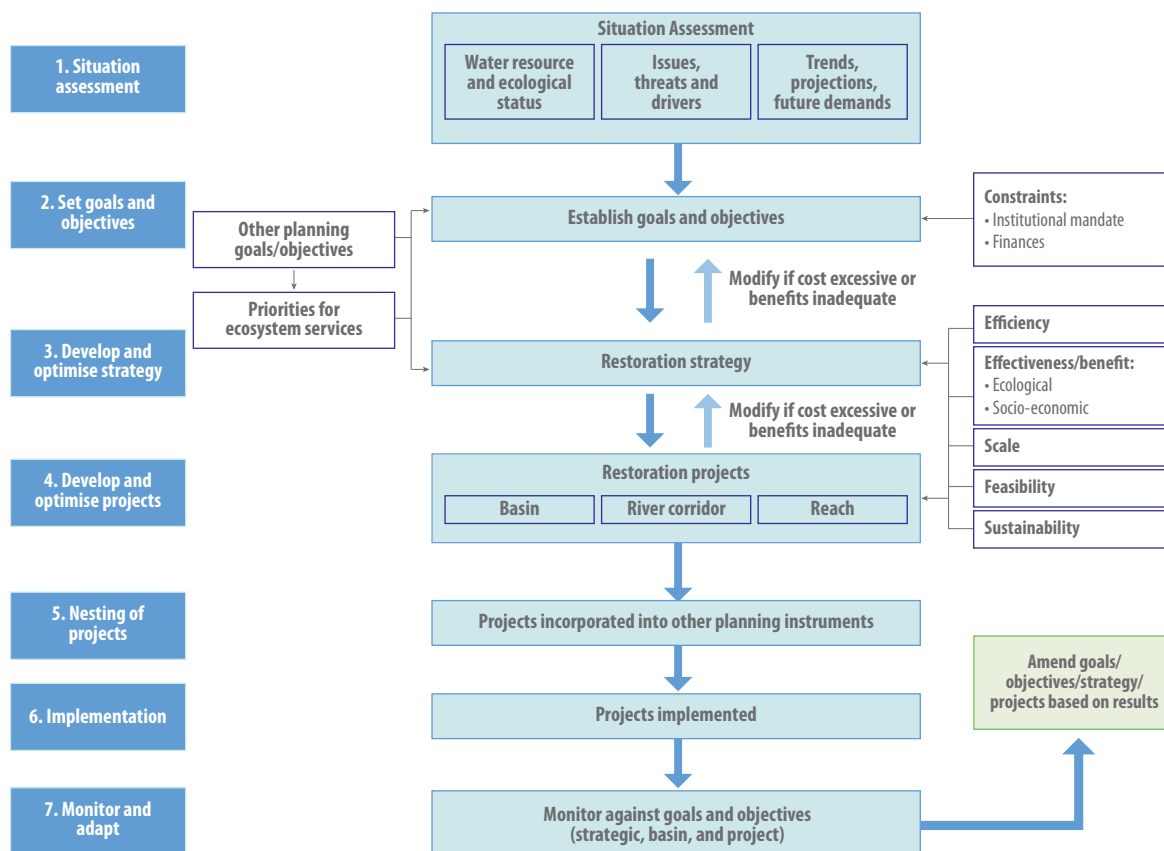 1. Situation
assessment
Situation Assessment
Water resource
and ecological
status
Issues,
threats and
drivers
Trends,
projections,
future demands
2. Set goals and
objectives
Other planning
goals/objectives
Priorities for
ecosystem services
Establish goals and objectives
Constraints:
• Institutional mandate
• Finances
Modify if cost excessive or
benefits inadequate
3. Develop and
optimise strategy
Restoration strategy
Efficiency
Effectiveness/benefit:
• Ecological
• Socio-economic
Scale
Feasibility
Sustainability
Modify if cost excessive or
benefits inadequate
4. Develop and
optimise projects
Restoration projects
Basin
River corridor
Reach
5. Nesting of
projects
Projects incorporated into other planning instruments
6. Implementation
Projects implemented
Amend goals/
objectives/strategy/
projects based on results
7. Monitor and
adapt
Monitor against goals and objectives
(strategic, basin, and project)